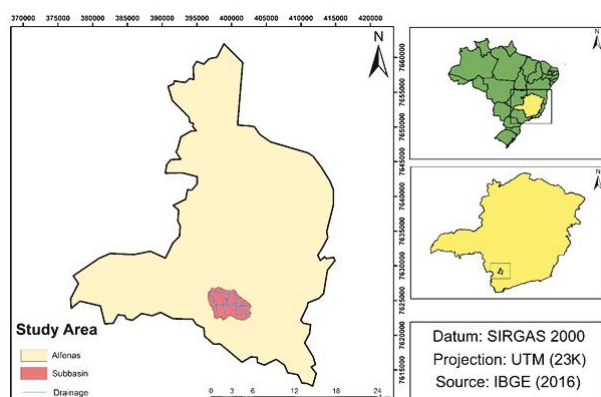 370000 375000 380000 385000 390000 395000 400000 405000 410000 415000 420000
N
7660000
7655000
7650000
7645000
7640000
7635000
7630000
7625000
7620000
7615000
Study Area
Alfenas
Subbasin
Drainage
0 3 6 12 18 24
N
N
Datum: SIRGAS 2000
Projection: UTM (23K)
Source: IBGE (2016)